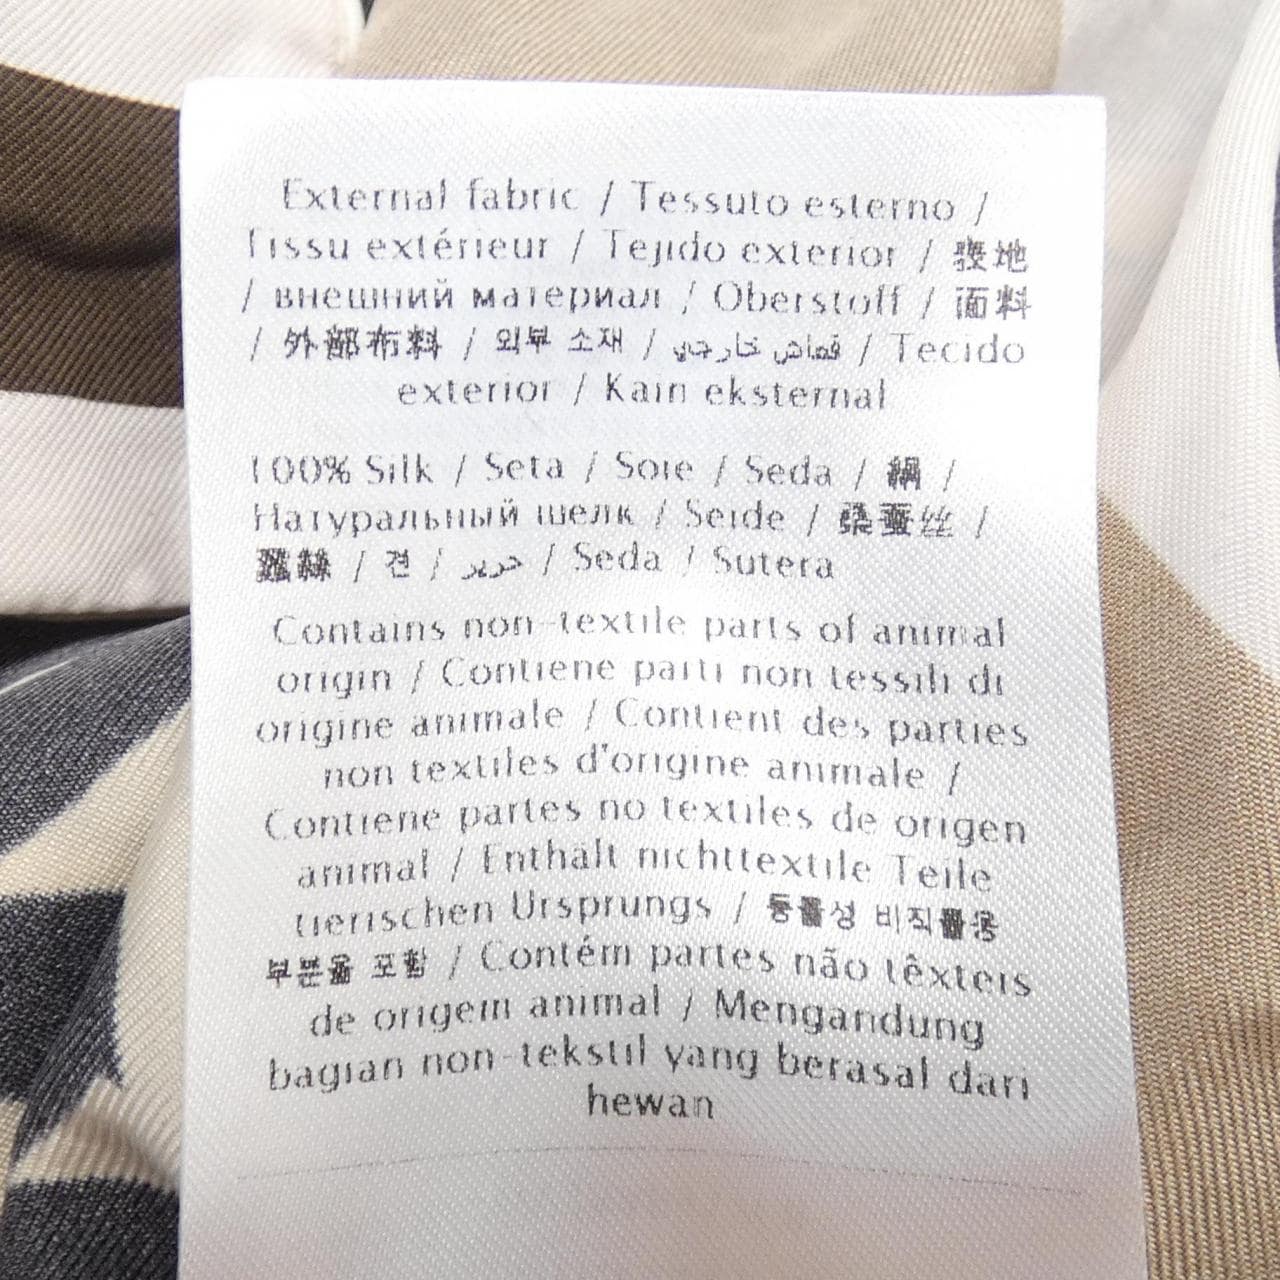 External fabric / Tessuto esterno /
Tissu extérieur / Tejido exterior / 表地
/ внешний материал / Oberstoff / 面料
/ 外部布料 / 외부 소재 / قماش خارجي / Tecido
exterior / Kain eksternal
100% Silk / Seta / Soie / Seda / 絹 /
Натуральный шелк / Seide / 桑蚕丝 /
蠶絲 / 견 / حرير / Seda / Sutera
Contains non-textile parts of animal
origin / Contiene parti non tessili di
origine animale / Contient des parties
non textiles d'origine animale /
Contiene partes no textiles de origen
animal / Enthält nichttextile Teile
tierischen Ursprungs / 동물성 비직물용
부분을 포함 / Contém partes não têxteis
de origem animal / Mengandung
bagian non-tekstil yang berasal dari
hewan